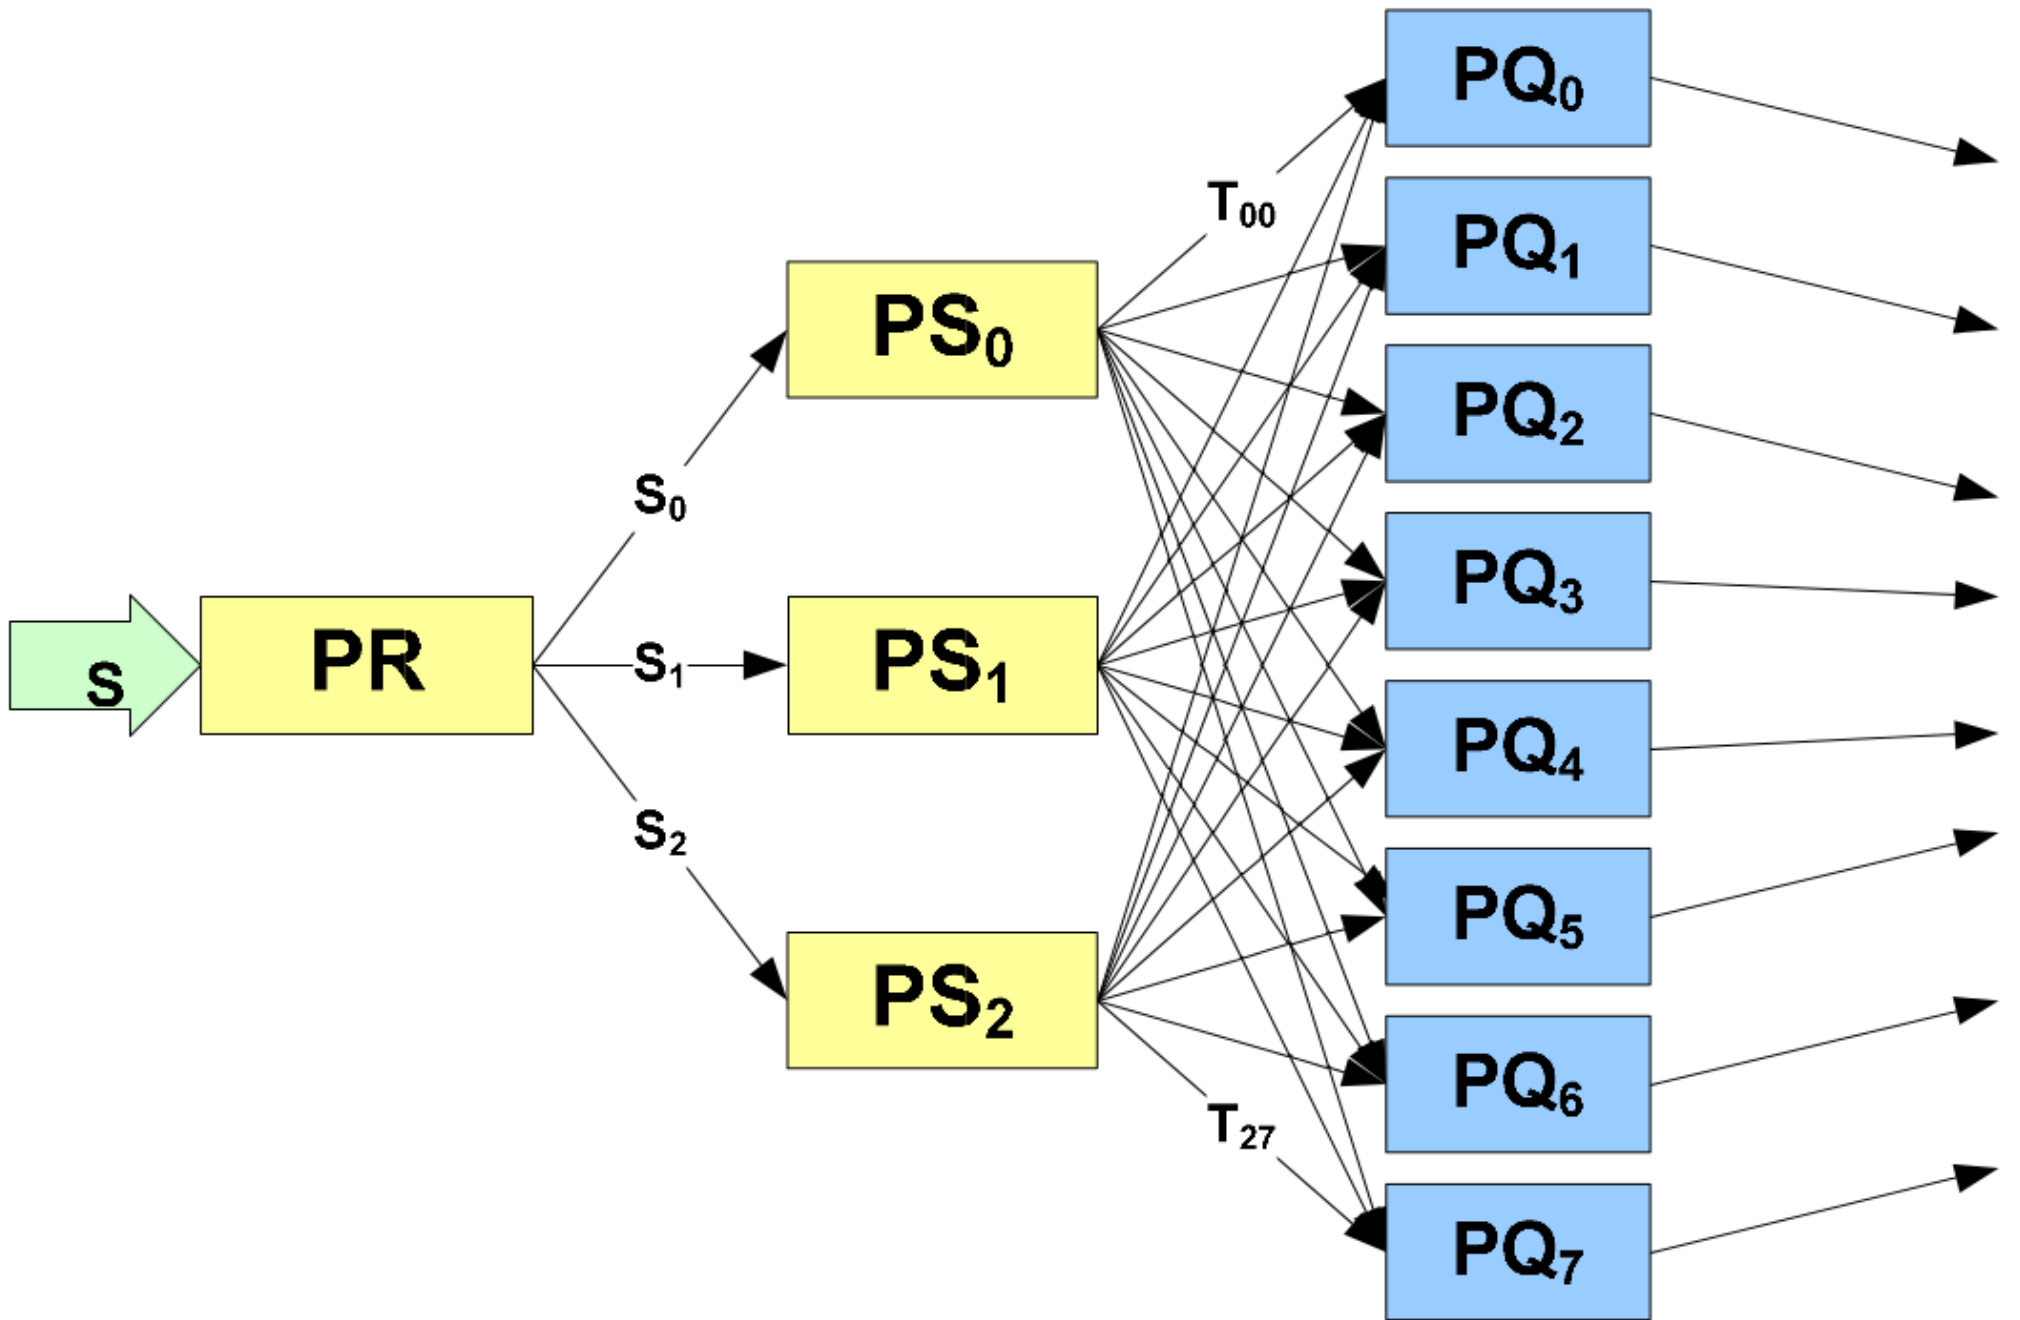 S
PR
S₀
S₁
S₂
PS₀
PS₁
PS₂
T₀₀
T₂₇
PQ₀
PQ₁
PQ₂
PQ₃
PQ₄
PQ₅
PQ₆
PQ₇